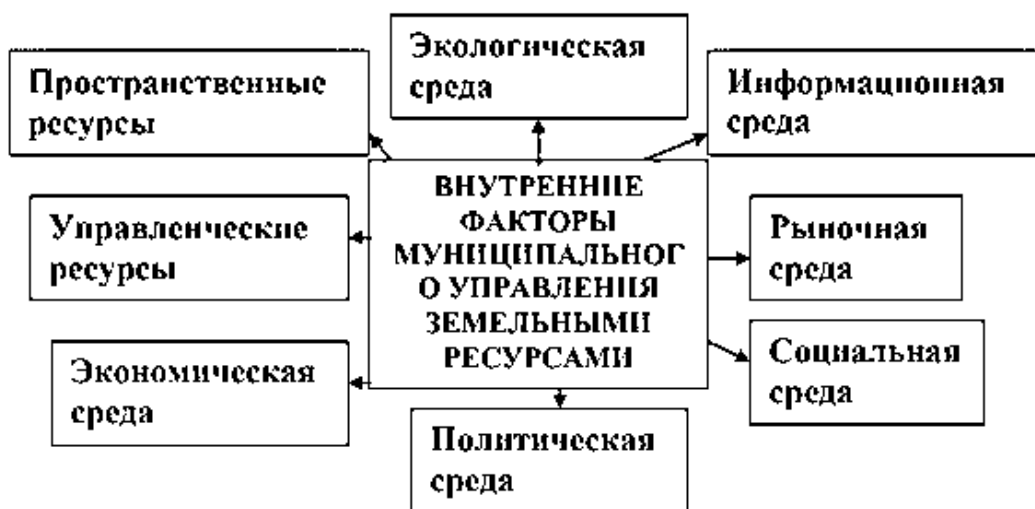 Экологическая
среда
Пространственные
ресурсы
Информационная
среда
ВНУТРЕННИЕ
ФАКТОРЫ
МУНИЦИПАЛЬНОГ
О УПРАВЛЕНИЯ
ЗЕМЕЛЬНЫМИ
РЕСУРСАМИ
Управленческие
ресурсы
Рыночная
среда
Экономическая
среда
Социальная
среда
Политическая
среда